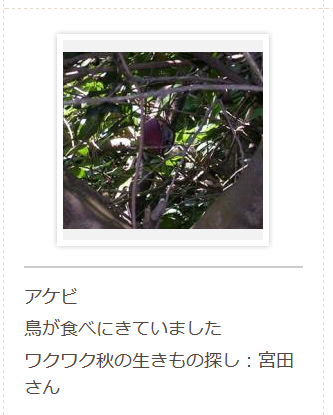 アケビ
鳥が食べにきていました
ワクワク秋の生きもの探し：宮田
さん